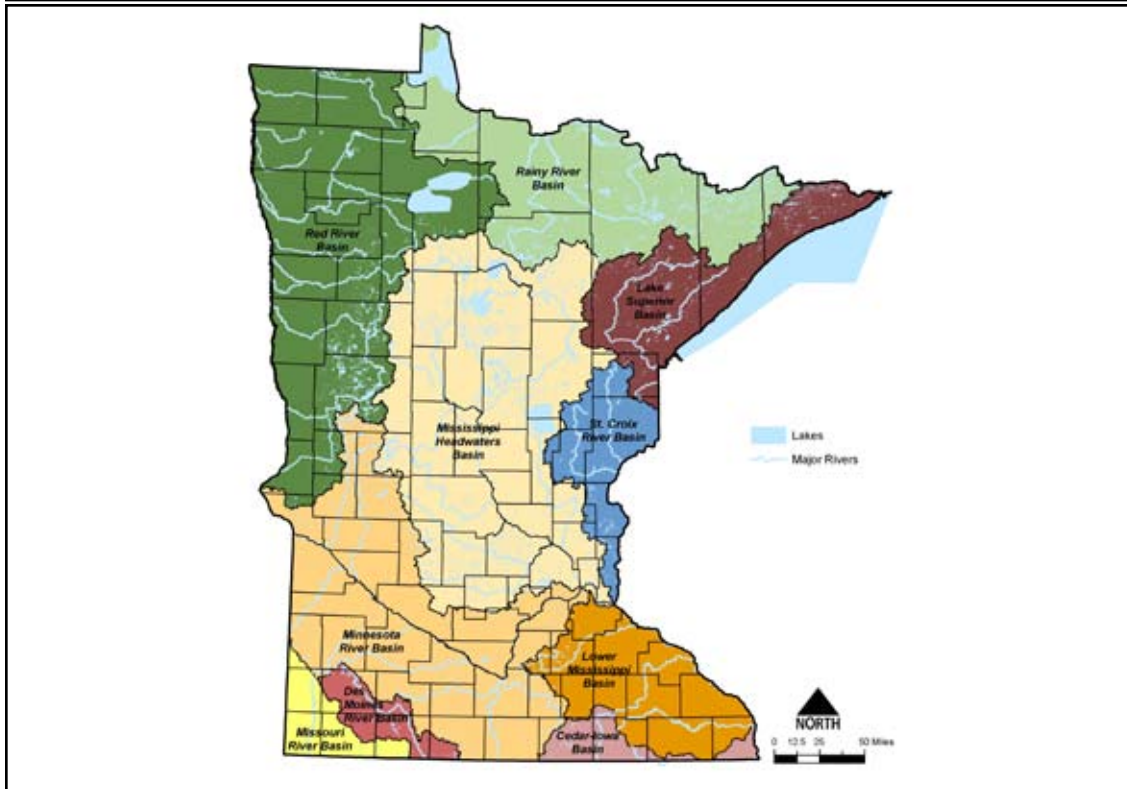 Rainy River
Basin
Red River
Basin
Lake
Superior
Basin
Mississippi
Headwaters
Basin
St. Croix
River Basin
Lakes
Major Rivers
Minnesota
River Basin
Lower
Mississippi
Basin
Des
Moines
River Basin
Missouri
River Basin
Cedar-Iowa
Basin
NORTH
0 12.5 25 50 Miles